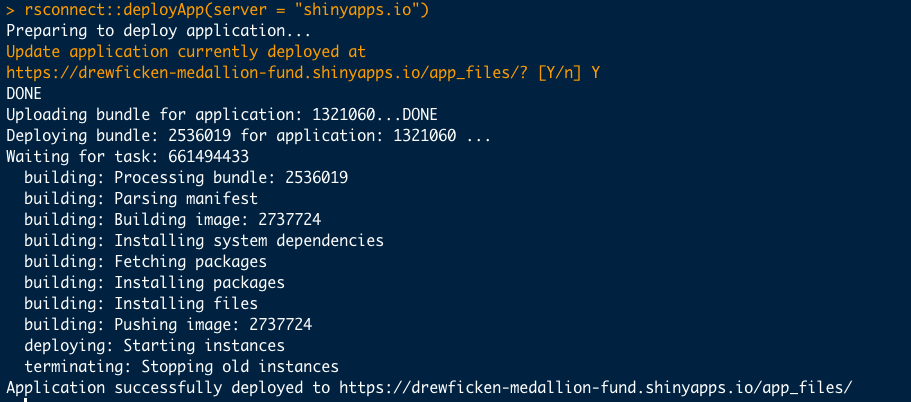 > rsconnect::deployApp(server = "shinyapps.io")
Preparing to deploy application...
Update application currently deployed at
https://drewficken-medallion-fund.shinyapps.io/app_files/? [Y/n] Y
DONE
Uploading bundle for application: 1321060...DONE
Deploying bundle: 2536019 for application: 1321060 ...
Waiting for task: 661494433
  building: Processing bundle: 2536019
  building: Parsing manifest
  building: Building image: 2737724
  building: Installing system dependencies
  building: Fetching packages
  building: Installing packages
  building: Installing files
  building: Pushing image: 2737724
  deploying: Starting instances
  terminating: Stopping old instances
Application successfully deployed to https://drewficken-medallion-fund.shinyapps.io/app_files/